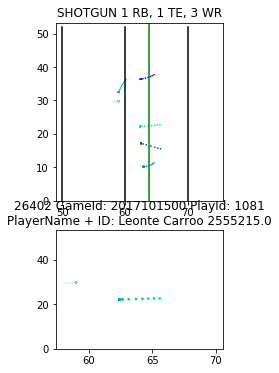 SHOTGUN 1 RB, 1 TE, 3 WR
50
40
30
20
10
0
50 60 70
26402 GameId: 2017101500 PlayId: 1081
PlayerName + ID: Leonte Carroo 2555215.0
40
20
0
60 65 70